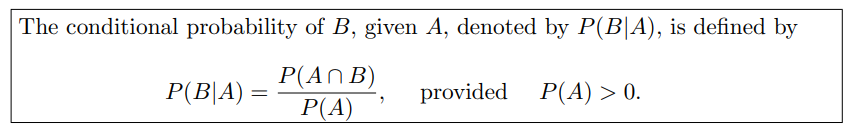 The conditional probability of B, given A, denoted by P(B|A), is defined by
P(B|A) = P(A ∩ B) / P(A), provided P(A) > 0.